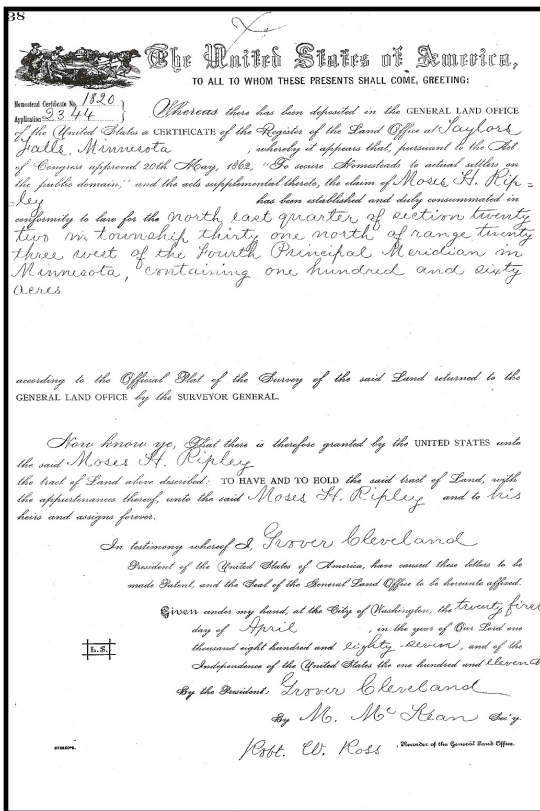 38
The United States of America,
TO ALL TO WHOM THESE PRESENTS SHALL COME, GREETING:
Homestead Certificate No. 1820
Application 2344
Whereas there has been deposited in the GENERAL LAND OFFICE
of the United States a CERTIFICATE of the Register of the Land Office at Taylors
Falls, Minnesota, whereby it appears that, pursuant to the Act
of Congress approved 20th May, 1862, "To secure Homesteads to actual settlers on
the public domain," and the acts supplemental thereto, the claim of Moses H. Rip=
=ley has been established and duly consummated in
conformity to law for the north east quarter of section twenty
two in township thirty one north of range twenty
three west of the Fourth Principal Meridian in
Minnesota, containing one hundred and sixty
acres
according to the Official Plat of the Survey of the said Land returned to the
GENERAL LAND OFFICE by the SURVEYOR GENERAL.
Now know ye, That there is therefore granted by the UNITED STATES unto
the said Moses H. Ripley
the tract of Land above described: TO HAVE AND TO HOLD the said tract of Land, with
the appurtenances thereof, unto the said Moses H. Ripley and to his
heirs and assigns forever.
In testimony whereof I, Grover Cleveland
President of the United States of America, have caused these letters to be
made Patent, and the Seal of the General Land Office to be hereunto affixed.
Given under my hand, at the City of Washington, the twenty first
day of April, in the year of Our Lord one
thousand eight hundred and eighty seven, and of the
Independence of the United States the one hundred and eleven
L.S.
By the President: Grover Cleveland
By M. McKean Sec'y.
Robt. W. Ross, Recorder of the General Land Office.